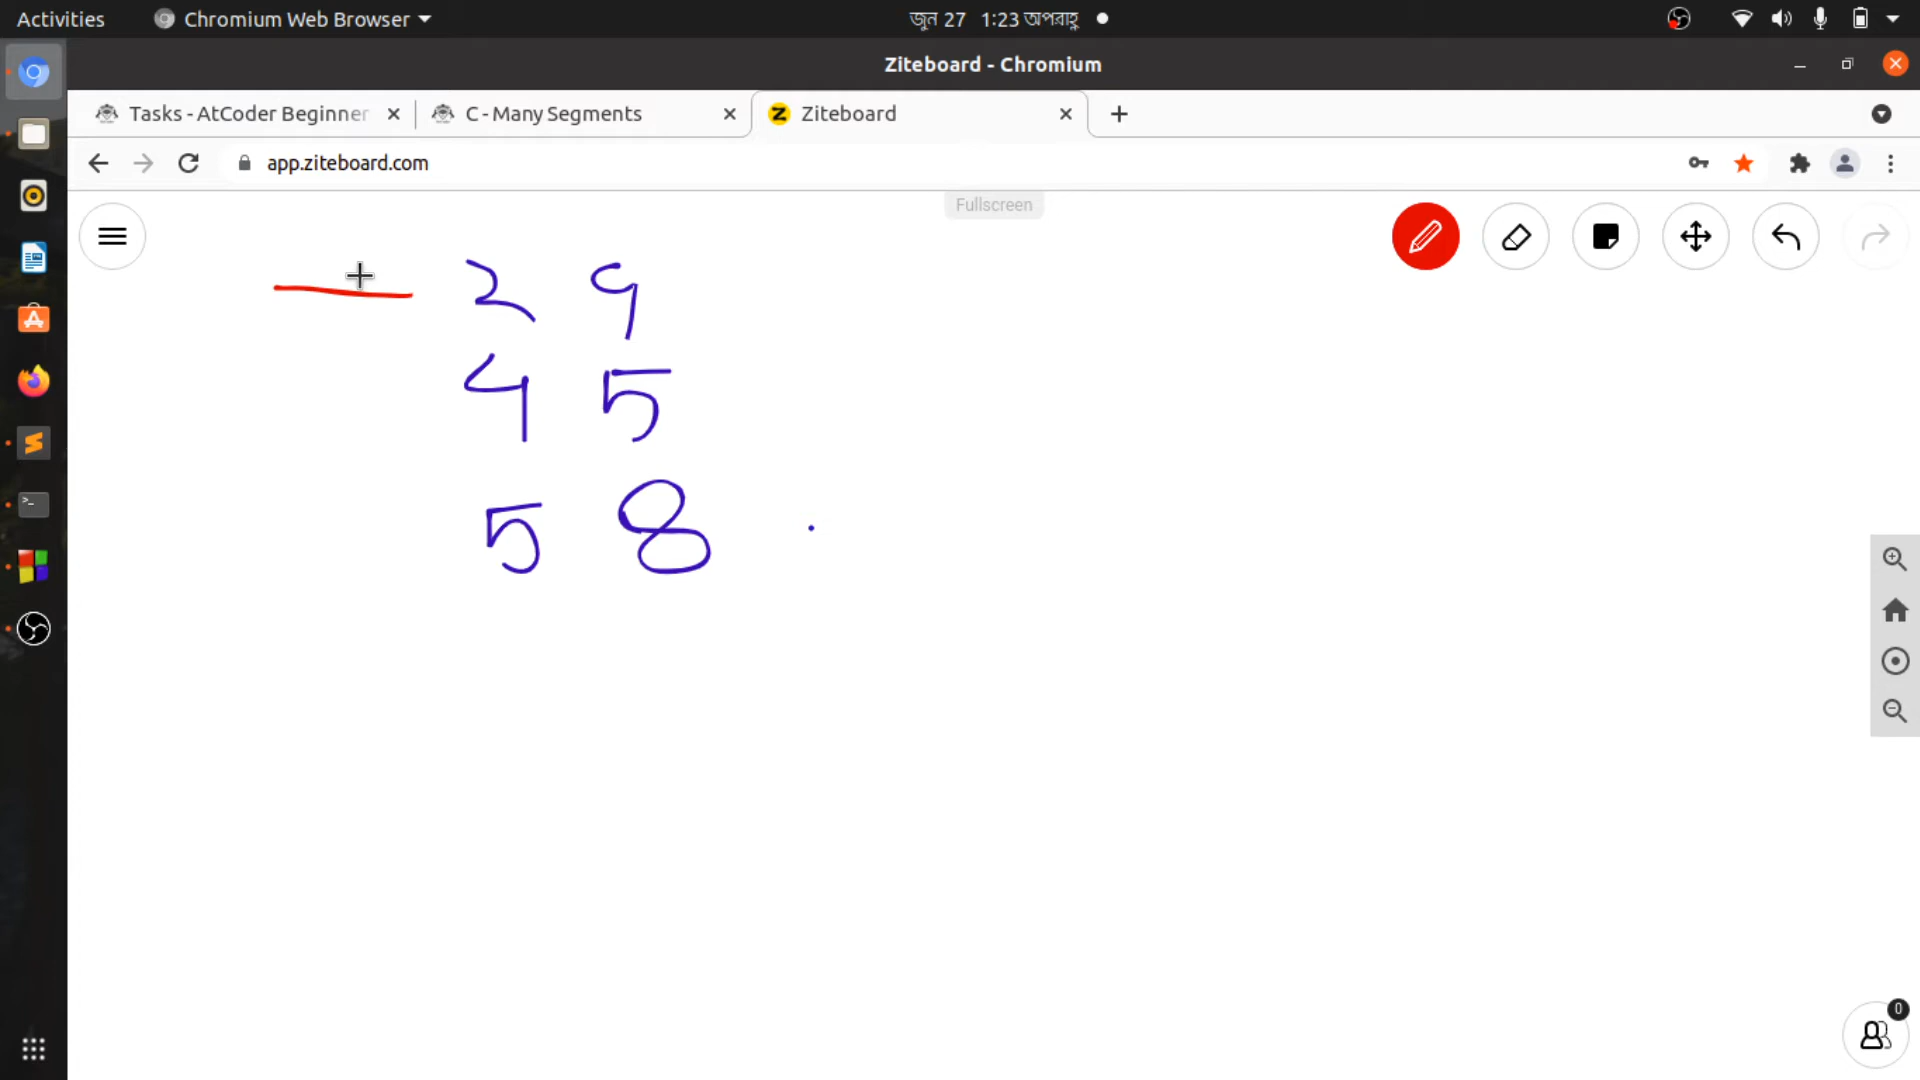 Activities Chromium Web Browser জুন 27 1:23 অপরাহ্ণ
Ziteboard - Chromium
Tasks - AtCoder Beginner C - Many Segments Ziteboard
app.ziteboard.com
Fullscreen
2 9
4 5
5 8
0